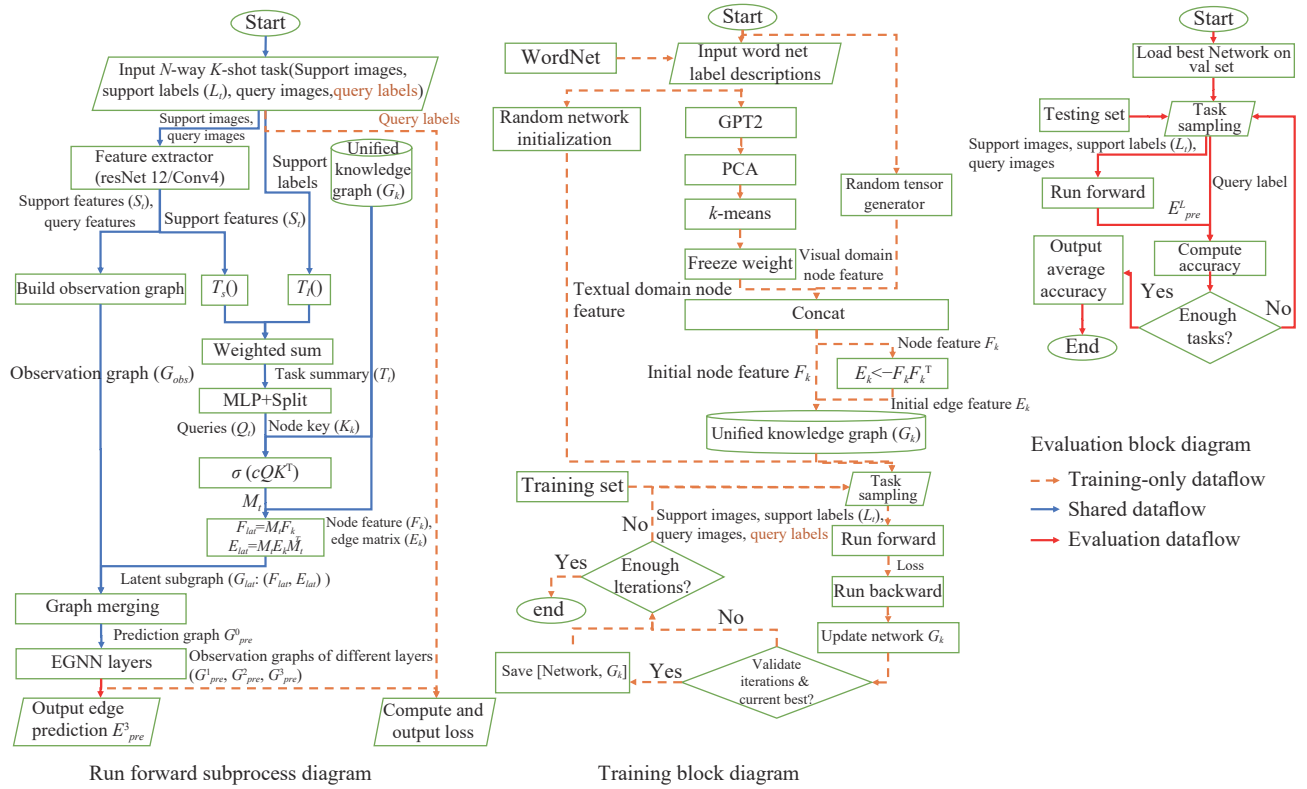 Start
Input N-way K-shot task(Support images,
support labels (Lt), query images,query labels)
Support images,
query images
Query labels
Feature extractor
(resNet 12/Conv4)
Support
labels
Unified
knowledge
graph (Gk)
Support features (St),
query features
Support features (St)
Build observation graph
Ts()
Tl()
Weighted sum
Observation graph (Gobs)
Task summary (Tt)
MLP+Split
Queries (Qt)
Node key (Kk)
σ (cQK^T)
Mt
Flat=MtFk
Elat=MtEkMt^T
Node feature (Fk),
edge matrix (Ek)
Latent subgraph (Glat: (Flat, Elat) )
Graph merging
Prediction graph G^0pre
EGNN layers
Observation graphs of different layers
(G^1pre, G^2pre, G^3pre)
Output edge
prediction E^3pre
Compute and
output loss
Run forward subprocess diagram
Start
WordNet
Input word net
label descriptions
Random network
initialization
GPT2
PCA
k-means
Freeze weight
Random tensor
generator
Visual domain
node feature
Textual domain node
feature
Concat
Node feature Fk
Initial node feature Fk
Ek<−FkFk^T
Initial edge feature Ek
Unified knowledge graph (Gk)
Training set
Task
sampling
No
Support images, support labels (Lt),
query images, query labels
Run forward
Loss
Enough
lterations?
Yes
end
Run backward
No
Update network Gk
Save [Network, Gk]
Yes
Validate
iterations &
current best?
Training block diagram
Start
Load best Network on
val set
Testing set
Task
sampling
Support images, support labels (Lt),
query images
Run forward
Query label
E^Lpre
Output
average
accuracy
Compute
accuracy
Yes
No
Enough
tasks?
End
Evaluation block diagram
Training-only dataflow
Shared dataflow
Evaluation dataflow